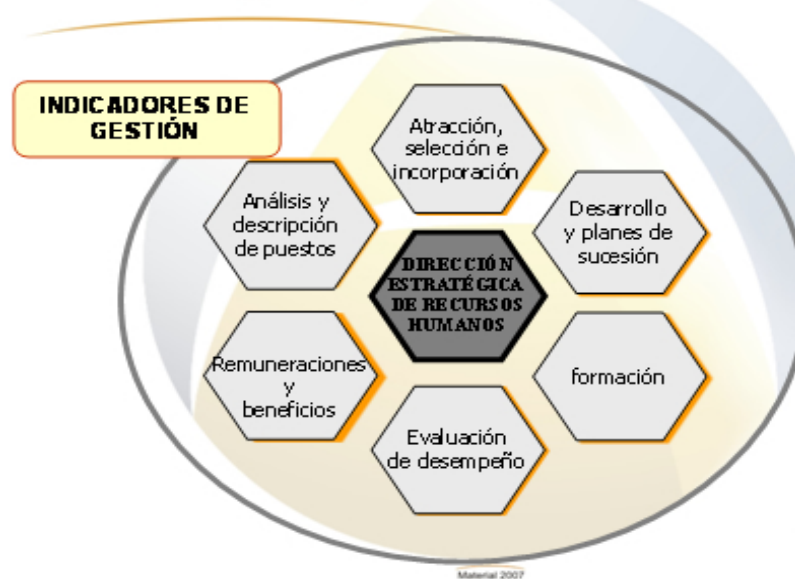 INDICADORES DE
GESTIÓN
Atracción,
selección e
incorporación
Análisis y
descripción
de puestos
Desarrollo
y planes de
sucesión
DIRECCIÓN
ESTRATÉGICA
DE RECURSOS
HUMANOS
Remuneraciones
y
beneficios
formación
Evaluación
de desempeño
Material 2007